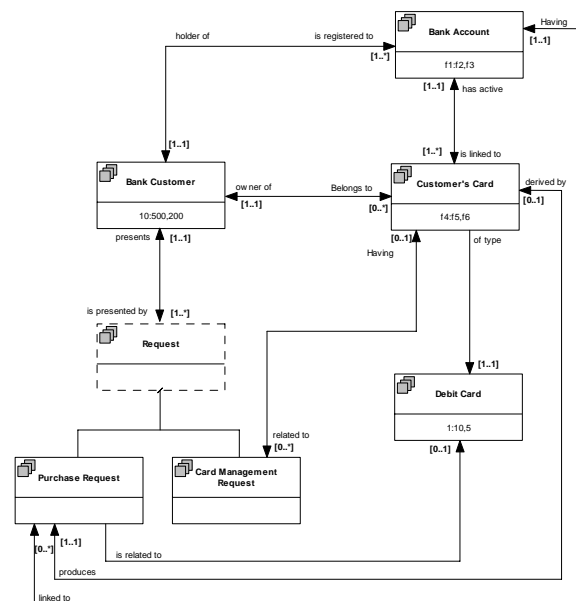 Having
Bank Account
[1..1]
holder of
is registered to
[1..*]
f1:f2,f3
[1..1]
has active
[1..1]
[1..*]
is linked to
Bank Customer
owner of
Belongs to
Customer's Card
derived by
[1..1]
[0..*]
[0..1]
10:500,200
f4:f5,f6
presents
[1..1]
[0..1]
of type
Having
is presented by
[1..*]
Request
[1..1]
Debit Card
1:10,5
related to
[0..*]
[0..1]
Purchase Request
Card Management
Request
[0..*]
[1..1]
is related to
produces
linked to